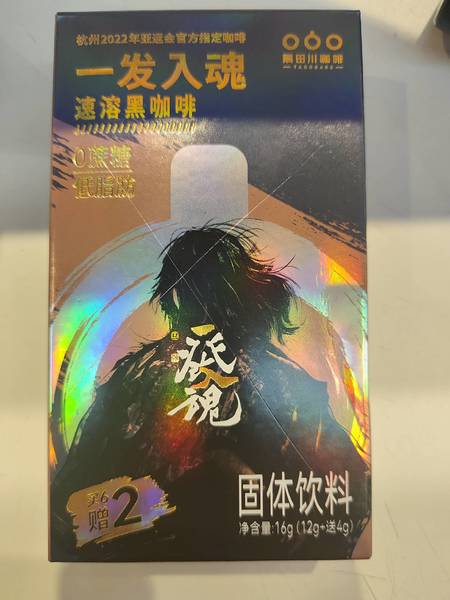 杭州2022年亚运会官方指定咖啡
隅田川咖啡
TASOGARE
一发入魂
速溶黑咖啡
0蔗糖
低脂肪
入魂
买6
赠2
固体饮料
净含量:16g(12g+送4g)